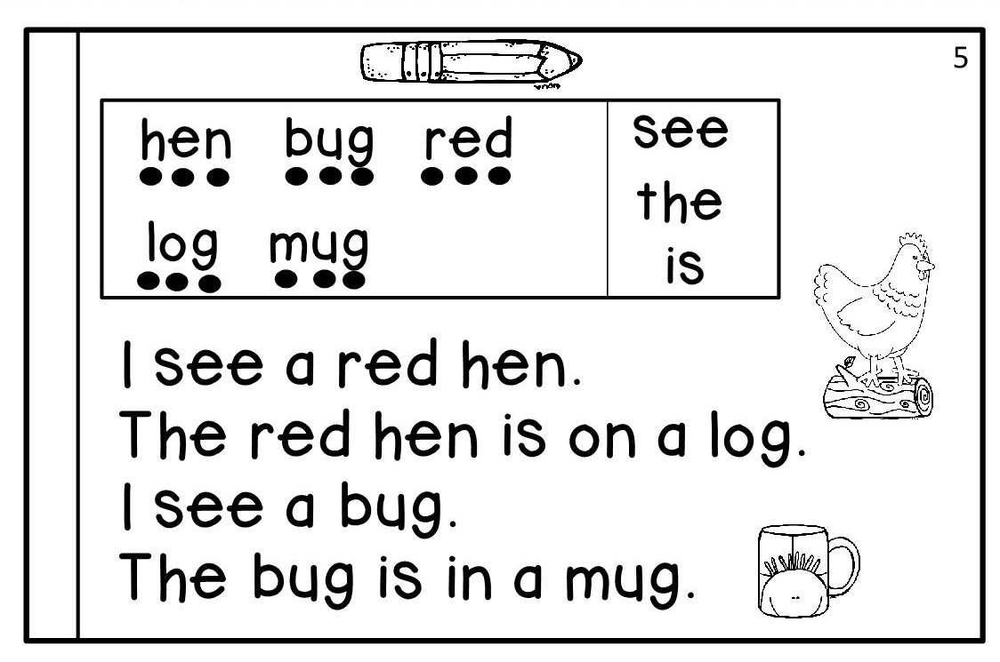 5
hen bug red
log mug
see
the
is
I see a red hen.
The red hen is on a log.
I see a bug.
The bug is in a mug.